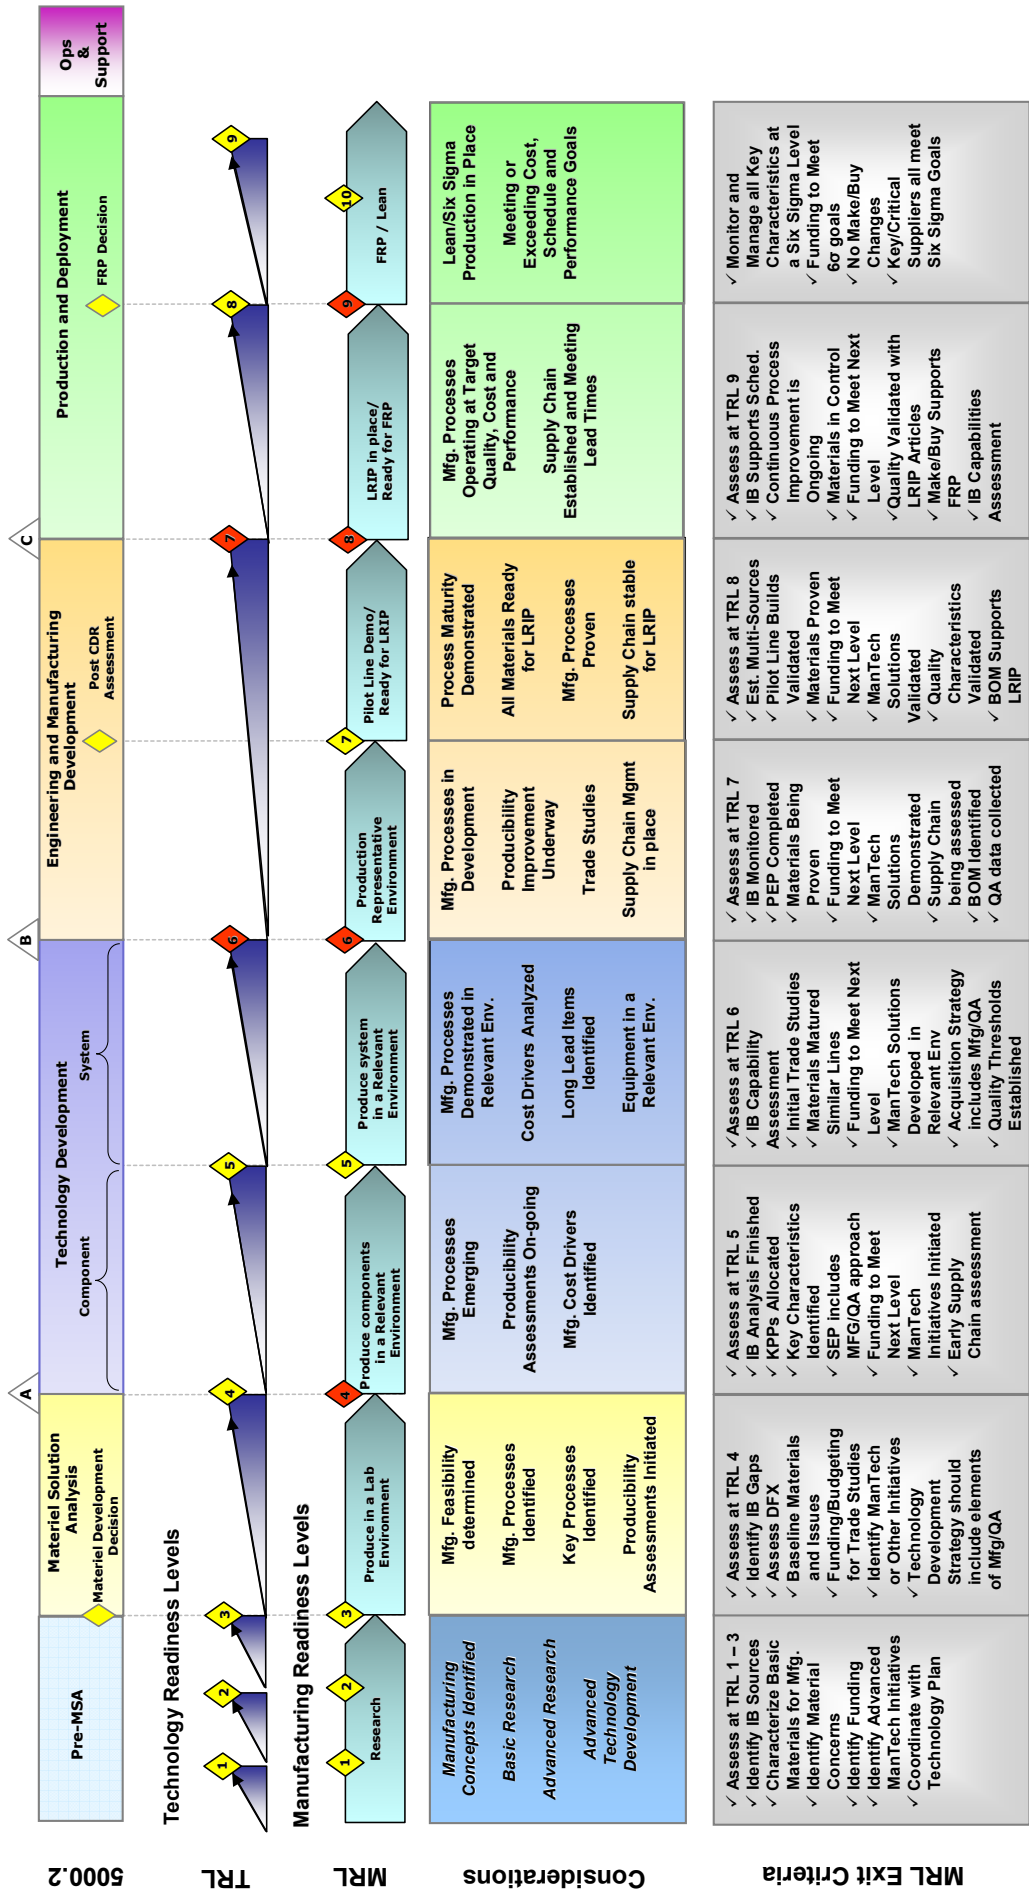 5000.2
Pre-MSA
Materiel Solution
Analysis
Materiel Development
Decision
A
Technology Development
Component
System
B
Engineering and Manufacturing
Development
Post CDR
Assessment
C
Production and Deployment
FRP Decision
Ops
&
Support
TRL
Technology Readiness Levels
1
2
3
4
5
6
7
8
9
MRL
Manufacturing Readiness Levels
1
2
3
4
5
6
7
8
9
10
Research
Produce in a Lab
Environment
Produce components
in a Relevant
Environment
Produce system
in a Relevant
Environment
Production
Representative
Environment
Pilot Line Demo/
Ready for LRIP
LRIP in place/
Ready for FRP
FRP / Lean
Considerations
Manufacturing
Concepts Identified
Basic Research
Advanced Research
Advanced
Technology
Development
Mfg. Feasibility
determined
Mfg. Processes
Identified
Key Processes
Identified
Producibility
Assessments Initiated
Mfg. Processes
Emerging
Producibility
Assessments On-going
Mfg. Cost Drivers
Identified
Mfg. Processes
Demonstrated in
Relevant Env.
Cost Drivers Analyzed
Long Lead Items
Identified
Equipment in a
Relevant Env.
Mfg. Processes in
Development
Producibility
Improvement
Underway
Trade Studies
Supply Chain Mgmt
in place
Process Maturity
Demonstrated
All Materials Ready
for LRIP
Mfg. Processes
Proven
Supply Chain stable
for LRIP
Mfg. Processes
Operating at Target
Quality, Cost and
Performance
Supply Chain
Established and Meeting
Lead Times
Lean/Six Sigma
Production in Place
Meeting or
Exceeding Cost,
Schedule and
Performance Goals
MRL Exit Criteria
✓ Assess at TRL 1 – 3
✓ Identify IB Sources
✓ Characterize Basic
Materials for Mfg.
✓ Identify Material
Concerns
✓ Identify Funding
✓ Identify Advanced
ManTech Initiatives
✓ Coordinate with
Technology Plan
✓ Assess at TRL 4
✓ Identify IB Gaps
✓ Assess DFX
✓ Baseline Materials
and Issues
✓ Funding/Budgeting
for Trade Studies
✓ Identify ManTech
or Other Initiatives
✓ Technology
Development
Strategy should
include elements
of Mfg/QA
✓ Assess at TRL 5
✓ IB Analysis Finished
✓ KPPs Allocated
✓ Key Characteristics
Identified
✓ SEP includes
MFG/QA approach
✓ Funding to Meet
Next Level
✓ ManTech
Initiatives Initiated
✓ Early Supply
Chain assessment
✓ Assess at TRL 6
✓ IB Capability
Assessment
✓ Initial Trade Studies
✓ Materials Matured
Similar Lines
✓ Funding to Meet Next
Level
✓ ManTech Solutions
Developed in
Relevant Env
✓ Acquisition Strategy
includes Mfg/QA
✓ Quality Thresholds
Established
✓ Assess at TRL 7
✓ IB Monitored
✓ PEP Completed
✓ Materials Being
Proven
✓ Funding to Meet
Next Level
✓ ManTech
Solutions
Demonstrated
✓ Supply Chain
being assessed
✓ BOM Identified
✓ QA data collected
✓ Assess at TRL 8
✓ Est. Multi-Sources
✓ Pilot Line Builds
Validated
✓ Materials Proven
✓ Funding to Meet
Next Level
✓ ManTech
Solutions
Validated
✓ Quality
Characteristics
Validated
✓ BOM Supports
LRIP
✓ Assess at TRL 9
✓ IB Supports Sched.
✓ Continuous Process
Improvement is
Ongoing
✓ Materials in Control
✓ Funding to Meet Next
Level
✓ Quality Validated with
LRIP Articles
✓ Make/Buy Supports
FRP
✓ IB Capabilities
Assessment
✓ Monitor and
Manage all Key
Characteristics at
a Six Sigma Level
✓ Funding to Meet
6σ goals
✓ No Make/Buy
Changes
✓ Key/Critical
Suppliers all meet
Six Sigma Goals